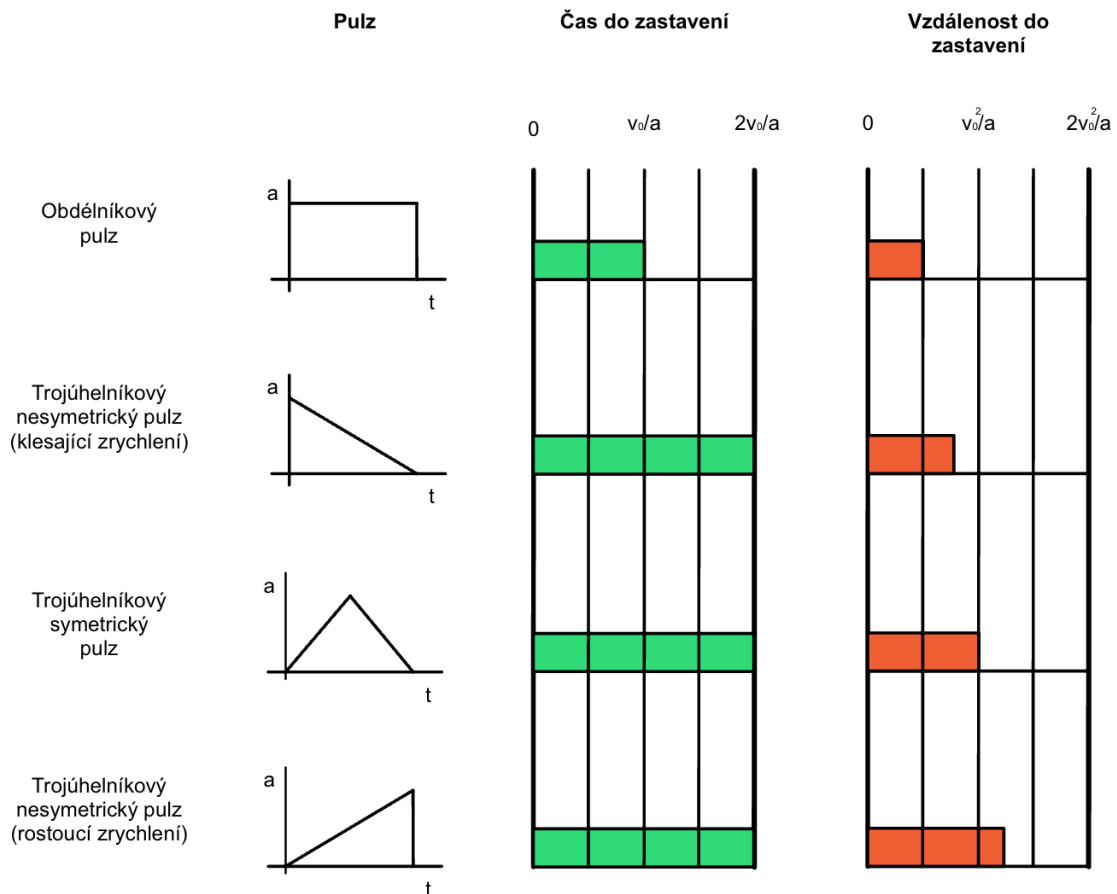 Pulz
Čas do zastavení
Vzdálenost do
zastavení
0
v₀/a
2v₀/a
0
v₀²/a
2v₀²/a
Obdélníkový
pulz
a
t
Trojúhelníkový
nesymetrický pulz
(klesající zrychlení)
a
t
Trojúhelníkový
symetrický
pulz
a
t
Trojúhelníkový
nesymetrický pulz
(rostoucí zrychlení)
a
t